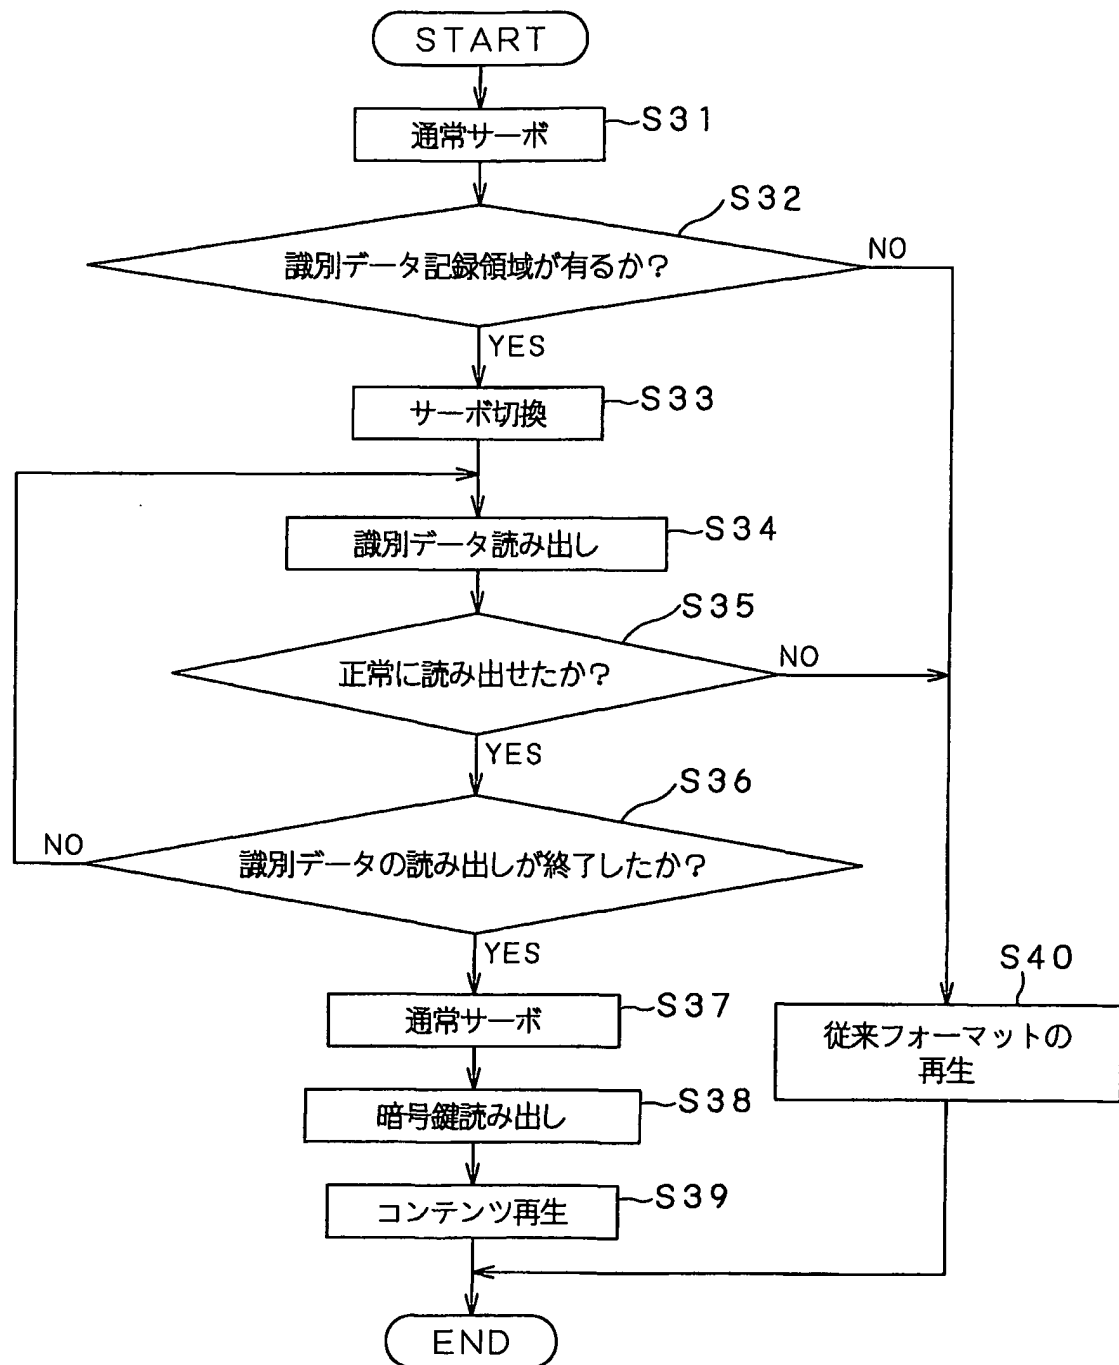 START
通常サーボ
S31
S32
識別データ記録領域が有るか?
NO
YES
サーボ切換
S33
識別データ読み出し
S34
S35
正常に読み出せたか?
NO
YES
S36
NO
識別データの読み出しが終了したか?
YES
通常サーボ
S37
S40
従来フォーマットの
再生
暗号鍵読み出し
S38
コンテンツ再生
S39
END